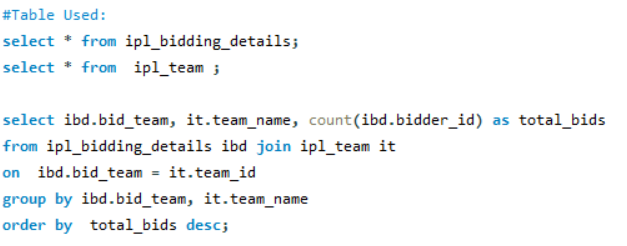 #Table Used:
select * from ipl_bidding_details;
select * from  ipl_team ;
select ibd.bid_team, it.team_name, count(ibd.bidder_id) as total_bids
from ipl_bidding_details ibd join ipl_team it
on  ibd.bid_team = it.team_id
group by ibd.bid_team, it.team_name
order by  total_bids desc;